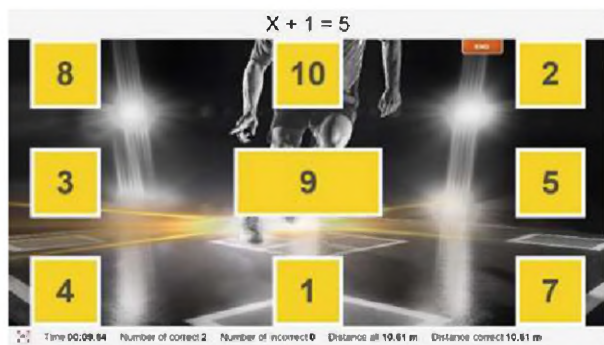 X + 1 = 5
END
8 10 2
3 9 5
4 1 7
Time 00:09.64 Number of correct 2 Number of incorrect 0 Distance all 10.61 m Distance correct 10.61 m